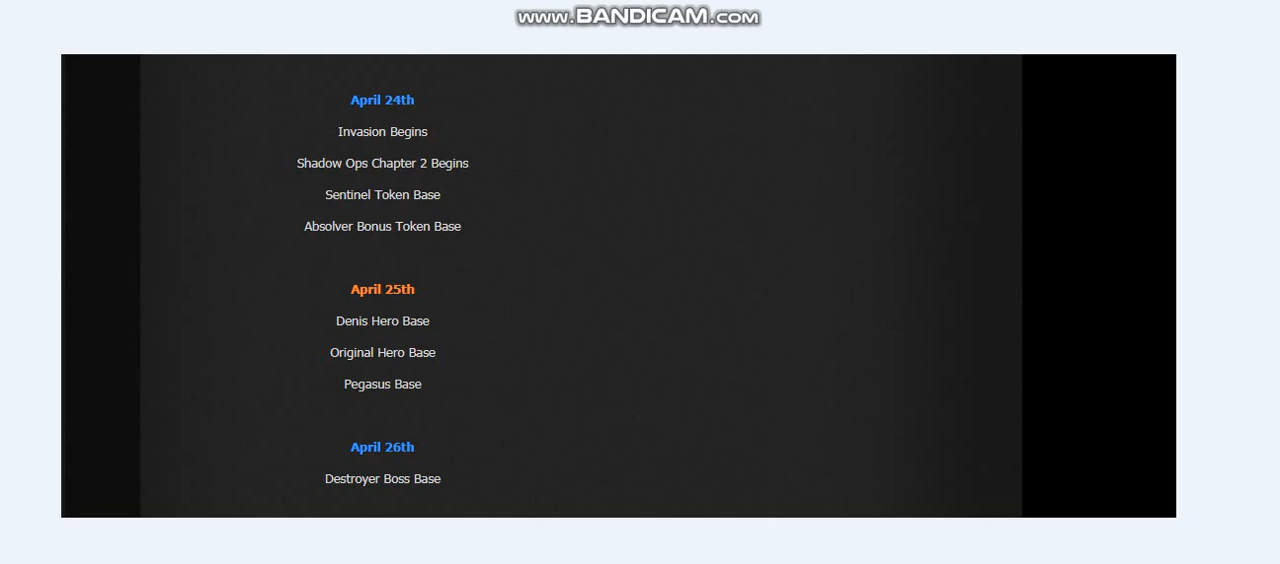 www.BANDICAM.com
April 24th
Invasion Begins
Shadow Ops Chapter 2 Begins
Sentinel Token Base
Absolver Bonus Token Base
April 25th
Denis Hero Base
Original Hero Base
Pegasus Base
April 26th
Destroyer Boss Base